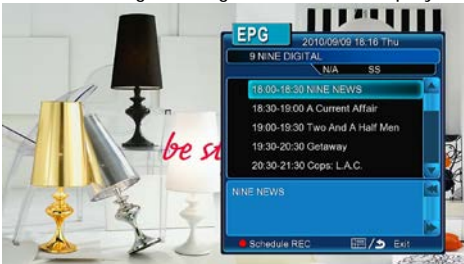 EPG
2010/09/09 18:16 Thu
9 NINE DIGITAL
N/A SS
18:00-18:30 NINE NEWS
18:30-19:00 A Current Affair
19:00-19:30 Two And A Half Men
19:30-20:30 Getaway
20:30-21:30 Cops: L.A.C.
be st
NINE NEWS
Schedule REC
/ Exit